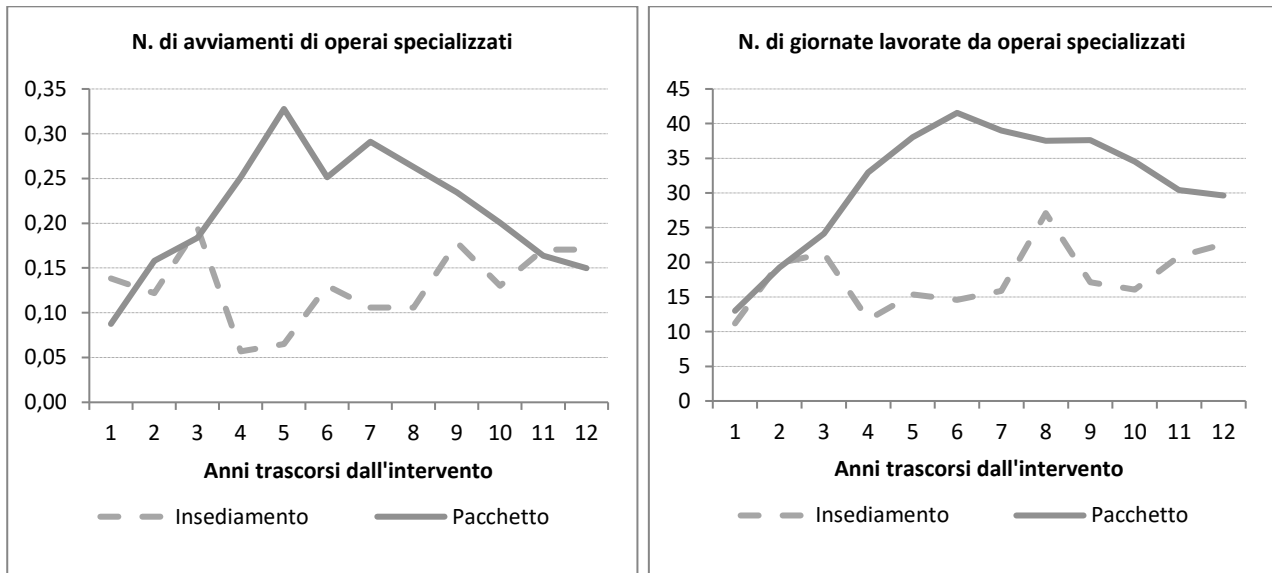 N. di avviamenti di operai specializzati
0,35
0,30
0,25
0,20
0,15
0,10
0,05
0,00
1 2 3 4 5 6 7 8 9 10 11 12
Anni trascorsi dall'intervento
Insediamento Pacchetto
N. di giornate lavorate da operai specializzati
45
40
35
30
25
20
15
10
5
0
1 2 3 4 5 6 7 8 9 10 11 12
Anni trascorsi dall'intervento
Insediamento Pacchetto